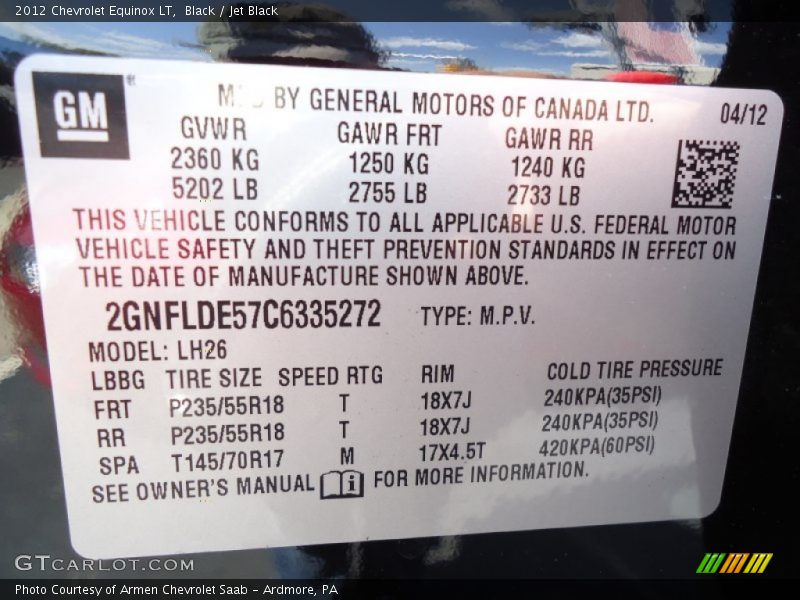 2012 Chevrolet Equinox LT,  Black / Jet Black
GM
BY GENERAL MOTORS OF CANADA LTD.
04/12
GVWR GAWR FRT GAWR RR
2360 KG 1250 KG 1240 KG
5202 LB 2755 LB 2733 LB
THIS VEHICLE CONFORMS TO ALL APPLICABLE U.S. FEDERAL MOTOR
VEHICLE SAFETY AND THEFT PREVENTION STANDARDS IN EFFECT ON
THE DATE OF MANUFACTURE SHOWN ABOVE.
2GNFLDE57C6335272 TYPE: M.P.V.
MODEL: LH26
LBBG TIRE SIZE SPEED RTG RIM COLD TIRE PRESSURE
FRT P235/55R18 T 18X7J 240KPA(35PSI)
RR P235/55R18 T 18X7J 240KPA(35PSI)
SPA T145/70R17 M 17X4.5T 420KPA(60PSI)
SEE OWNER'S MANUAL i FOR MORE INFORMATION.
GTCARLOT.COM
Photo Courtesy of Armen Chevrolet Saab - Ardmore, PA